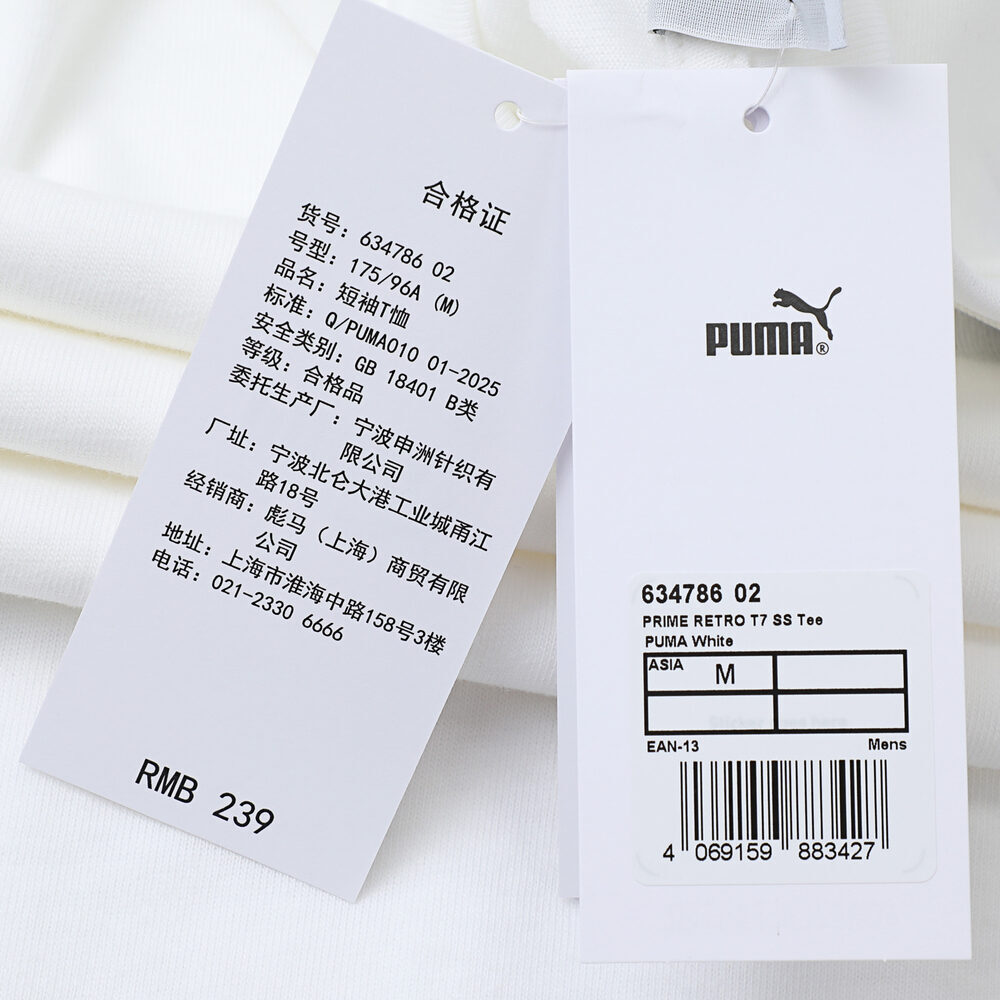 合格证
货号：634786 02
号型：175/96A (M)
品名：短袖T恤
标准：Q/PUMA010 01-2025
安全类别：GB 18401 B类
等级：合格品
委托生产厂：宁波申洲针织有
限公司
厂址：宁波北仑大港工业城甬江
路18号
经销商：彪马（上海）商贸有限
公司
地址：上海市淮海中路158号3楼
电话：021-2330 6666
RMB 239
PUMA®
634786 02
PRIME RETRO T7 SS Tee
PUMA White
ASIA M
Sticker goes here
EAN-13 Mens
4 069159 883427